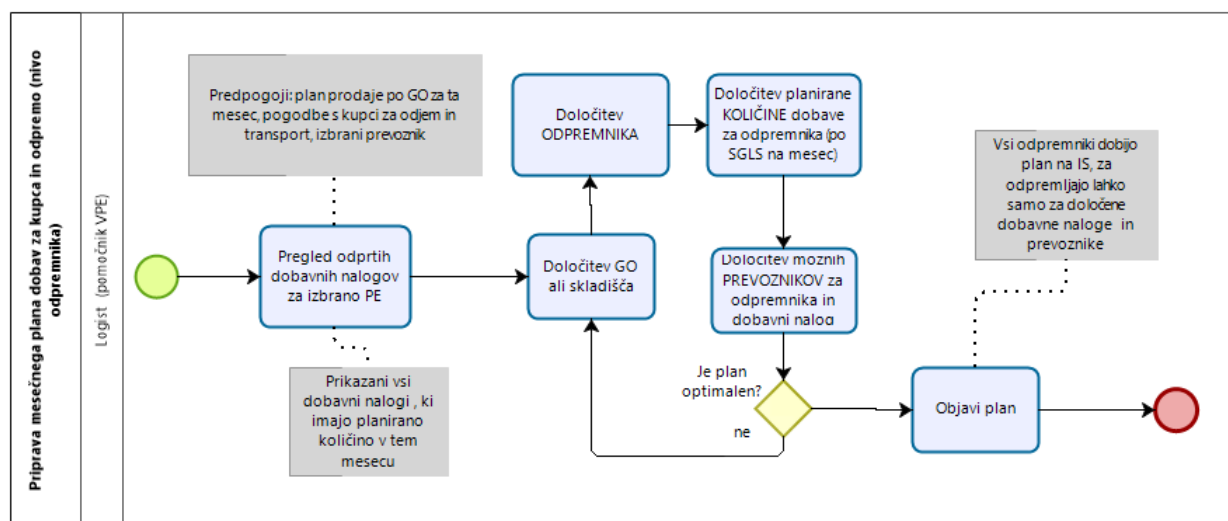 Priprava mesečnega plana dobav za kupca in odpremo (nivo
odpremnika)
Logist (pomočnik VPE)
Predpogoji: plan prodaje po GO za ta
mesec, pogodbe s kupci za odjem in
transport, izbrani prevoznik
Pregled odprtih
dobavnih nalogov
za izbrano PE
Prikazani vsi
dobavni nalogi , ki
imajo planirano
količino v tem
mesecu
Določitev GO
ali skladišča
Določitev
ODPREMNIKA
Določitev planirane
KOLIČINE dobave
za odpremnika (po
SGLS na mesec)
Določitev možnih
PREVOZNIKOV za
odpremnika in
dobavni nalog
Je plan
optimalen?
ne
Objavi plan
Vsi odpremniki dobijo
plan na IS, za
odpremljajo lahko
samo za določene
dobavne naloge in
prevoznike